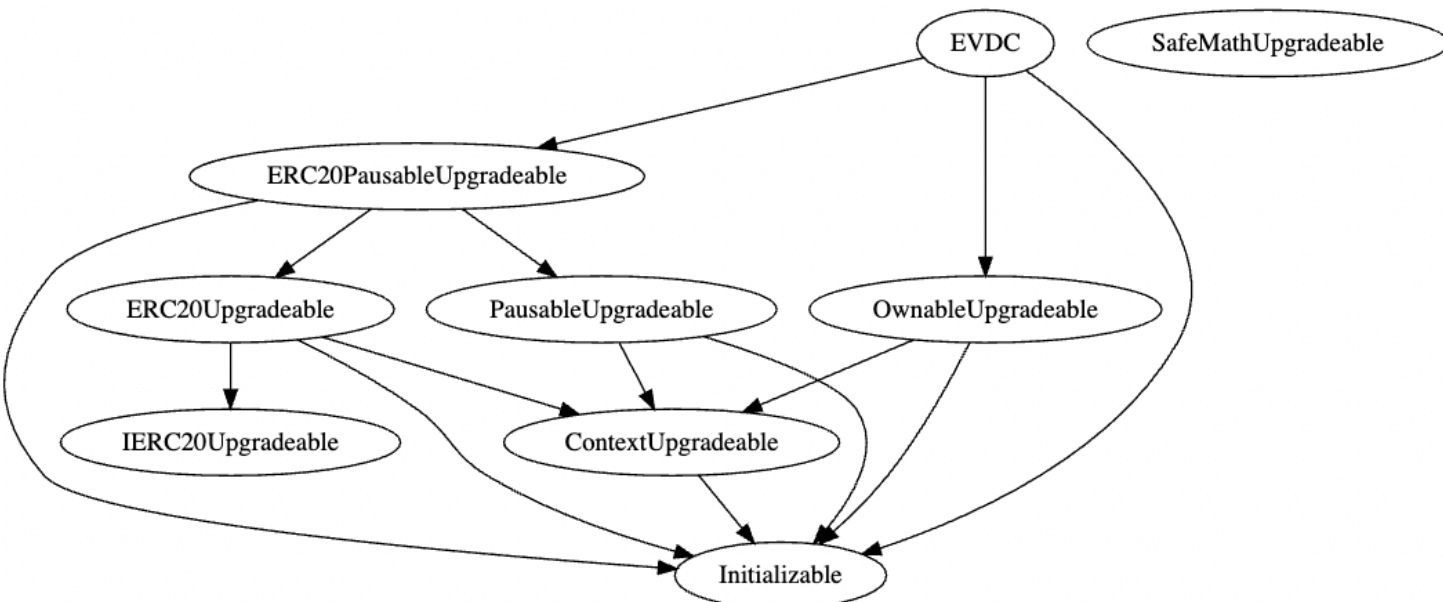 EVDC
SafeMathUpgradeable
ERC20PausableUpgradeable
ERC20Upgradeable
PausableUpgradeable
OwnableUpgradeable
IERC20Upgradeable
ContextUpgradeable
Initializable